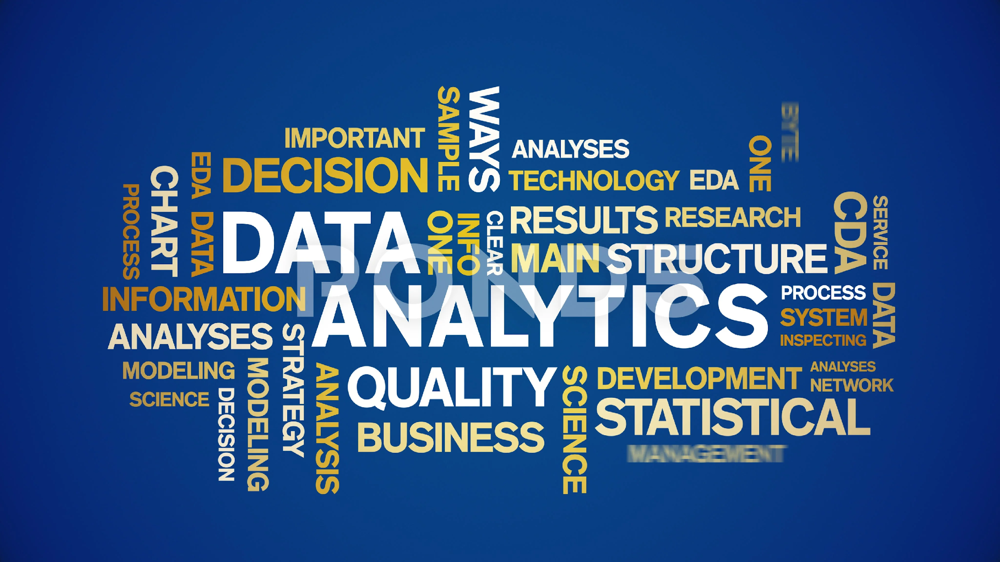 SAMPLE
WAYS
BYTE
IMPORTANT
ANALYSES
ONE
EDA
DECISION
TECHNOLOGY
EDA
CHART
PROCESS
DATA
DATA
ONE
INFO
CLEAR
RESULTS
RESEARCH
CDA
SERVICE
MAIN
STRUCTURE
POND5
INFORMATION
ANALYTICS
PROCESS
DATA
SYSTEM
INSPECTING
ANALYSES
STRATEGY
MODELING
MODELING
ANALYSIS
QUALITY
SCIENCE
DEVELOPMENT
ANALYSES
NETWORK
SCIENCE
DECISION
STATISTICAL
BUSINESS
MANAGEMENT